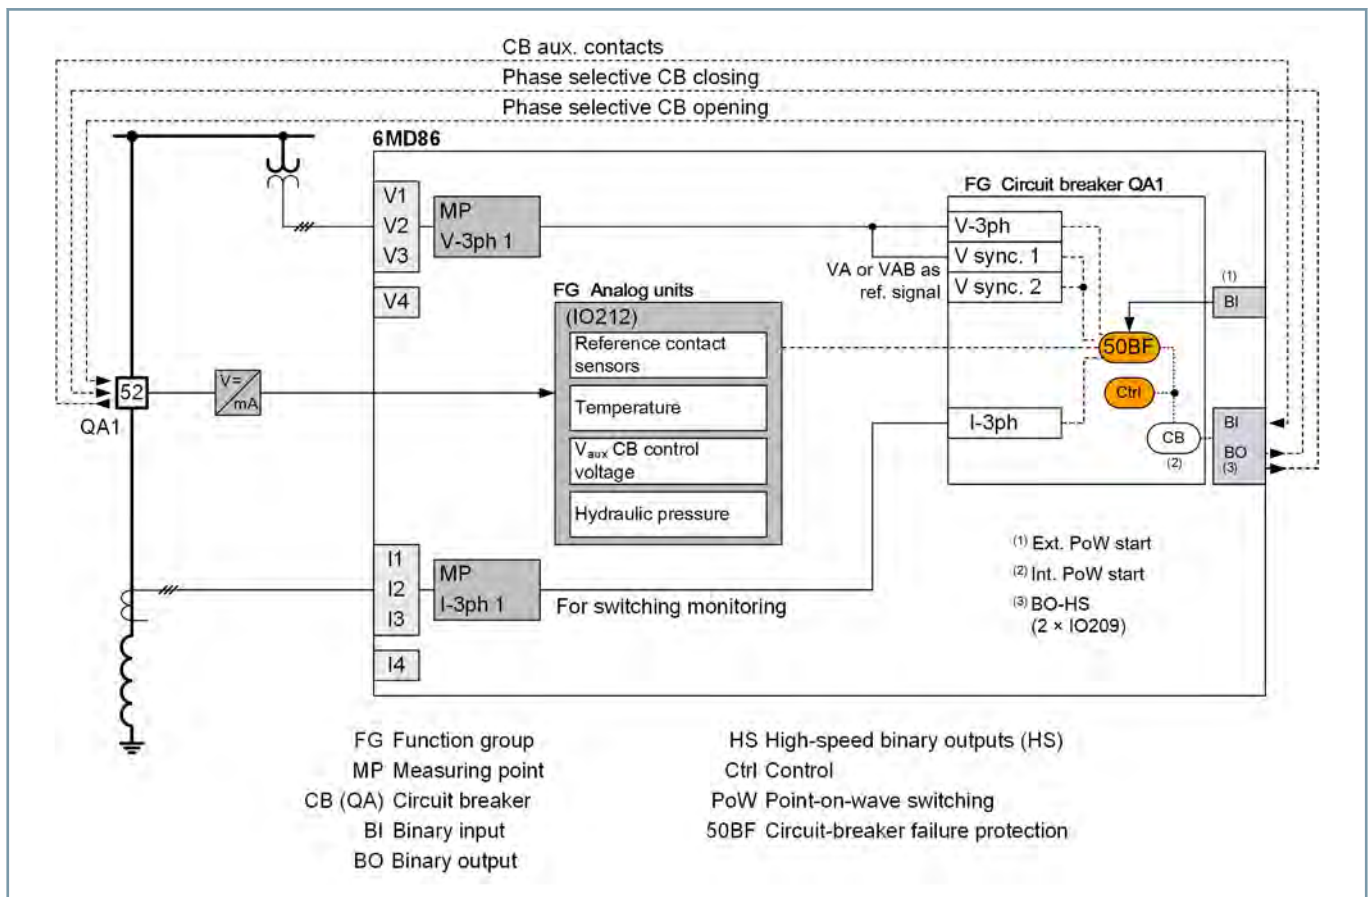 CB aux. contacts
Phase selective CB closing
Phase selective CB opening
6MD86
V1
V2
V3
V4
MP
V-3ph 1
FG Circuit breaker QA1
V-3ph
V sync. 1
V sync. 2
VA or VAB as
ref. signal
(1)
BI
FG Analog units
(IO212)
Reference contact
sensors
Temperature
Vaux CB control
voltage
Hydraulic pressure
50BF
Ctrl
CB
(2)
I-3ph
BI
BO
(3)
52
QA1
V=
mA
I1
I2
I3
I4
MP
I-3ph 1
For switching monitoring
(1) Ext. PoW start
(2) Int. PoW start
(3) BO-HS
(2 × IO209)
FG Function group
MP Measuring point
CB (QA) Circuit breaker
BI Binary input
BO Binary output
HS High-speed binary outputs (HS)
Ctrl Control
PoW Point-on-wave switching
50BF Circuit-breaker failure protection